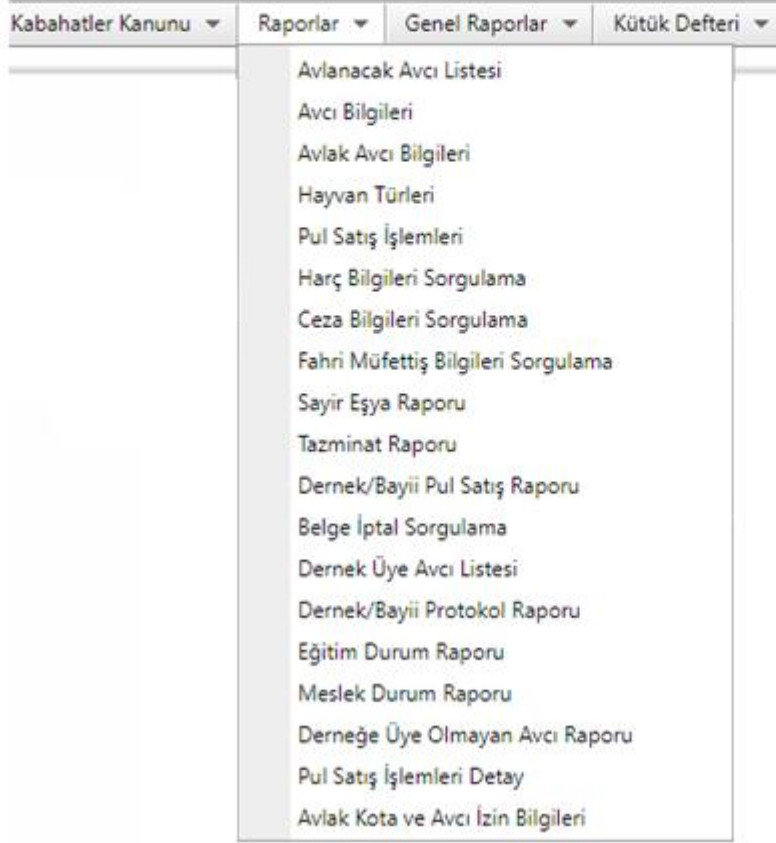 Kabahatler Kanunu Raporlar Genel Raporlar Kütük Defteri
Avlanacak Avcı Listesi
Avcı Bilgileri
Avlak Avcı Bilgileri
Hayvan Türleri
Pul Satış İşlemleri
Harç Bilgileri Sorgulama
Ceza Bilgileri Sorgulama
Fahri Müfettiş Bilgileri Sorgulama
Sayir Eşya Raporu
Tazminat Raporu
Dernek/Bayii Pul Satış Raporu
Belge İptal Sorgulama
Dernek Üye Avcı Listesi
Dernek/Bayii Protokol Raporu
Eğitim Durum Raporu
Meslek Durum Raporu
Derneğe Üye Olmayan Avcı Raporu
Pul Satış İşlemleri Detay
Avlak Kota ve Avcı İzin Bilgileri